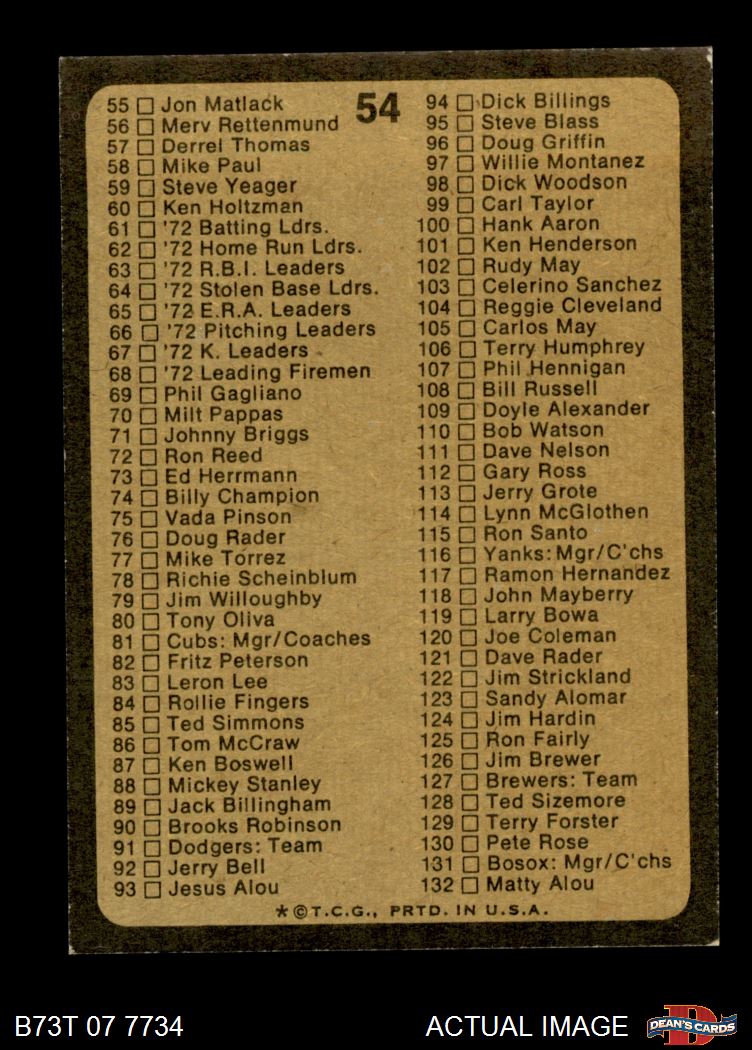 54
55 Jon Matlack
56 Merv Rettenmund
57 Derrel Thomas
58 Mike Paul
59 Steve Yeager
60 Ken Holtzman
61 '72 Batting Ldrs.
62 '72 Home Run Ldrs.
63 '72 R.B.I. Leaders
64 '72 Stolen Base Ldrs.
65 '72 E.R.A. Leaders
66 '72 Pitching Leaders
67 '72 K. Leaders
68 '72 Leading Firemen
69 Phil Gagliano
70 Milt Pappas
71 Johnny Briggs
72 Ron Reed
73 Ed Herrmann
74 Billy Champion
75 Vada Pinson
76 Doug Rader
77 Mike Torrez
78 Richie Scheinblum
79 Jim Willoughby
80 Tony Oliva
81 Cubs: Mgr/Coaches
82 Fritz Peterson
83 Leron Lee
84 Rollie Fingers
85 Ted Simmons
86 Tom McCraw
87 Ken Boswell
88 Mickey Stanley
89 Jack Billingham
90 Brooks Robinson
91 Dodgers: Team
92 Jerry Bell
93 Jesus Alou
94 Dick Billings
95 Steve Blass
96 Doug Griffin
97 Willie Montanez
98 Dick Woodson
99 Carl Taylor
100 Hank Aaron
101 Ken Henderson
102 Rudy May
103 Celerino Sanchez
104 Reggie Cleveland
105 Carlos May
106 Terry Humphrey
107 Phil Hennigan
108 Bill Russell
109 Doyle Alexander
110 Bob Watson
111 Dave Nelson
112 Gary Ross
113 Jerry Grote
114 Lynn McGlothen
115 Ron Santo
116 Yanks: Mgr/C'chs
117 Ramon Hernandez
118 John Mayberry
119 Larry Bowa
120 Joe Coleman
121 Dave Rader
122 Jim Strickland
123 Sandy Alomar
124 Jim Hardin
125 Ron Fairly
126 Jim Brewer
127 Brewers: Team
128 Ted Sizemore
129 Terry Forster
130 Pete Rose
131 Bosox: Mgr/C'chs
132 Matty Alou
*©T.C.G., PRTD. IN U.S.A.
B73T 07 7734
ACTUAL IMAGE
D
DEAN'S CARDS